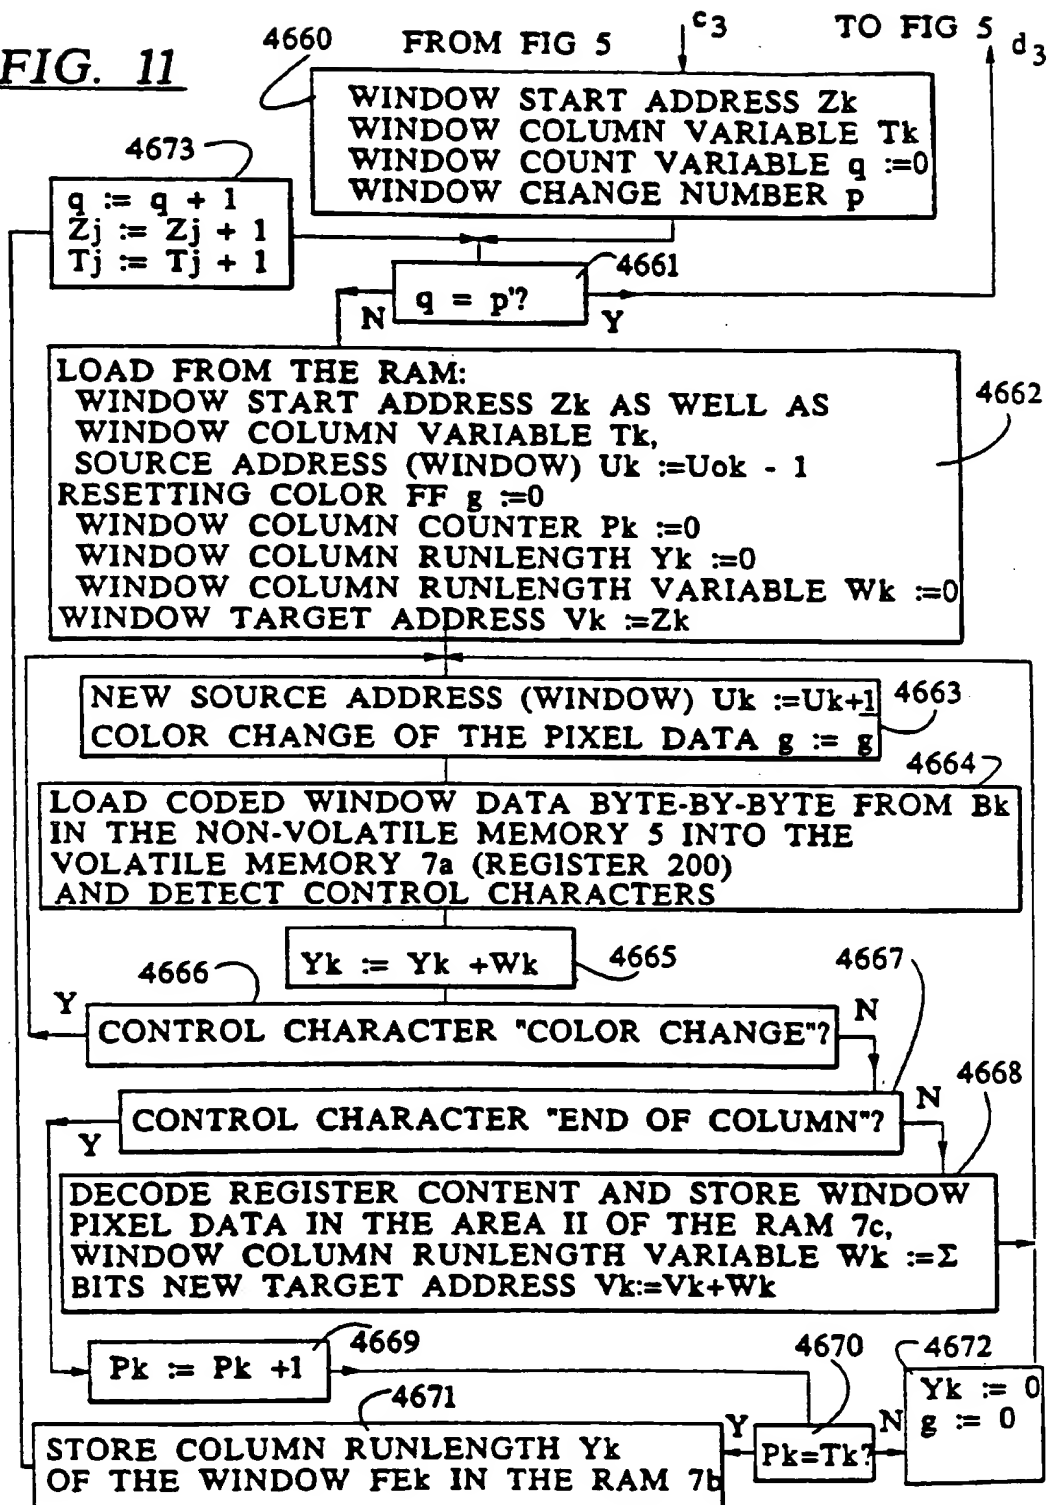 FIG. 11
4660
FROM FIG 5
c3
TO FIG 5
d3
WINDOW START ADDRESS Zk
WINDOW COLUMN VARIABLE Tk
WINDOW COUNT VARIABLE q :=0
WINDOW CHANGE NUMBER p
4673
q := q + 1
Zj := Zj + 1
Tj := Tj + 1
4661
q = p'?
N
Y
LOAD FROM THE RAM:
WINDOW START ADDRESS Zk AS WELL AS
WINDOW COLUMN VARIABLE Tk,
SOURCE ADDRESS (WINDOW) Uk :=Uok - 1
RESETTING COLOR FF g :=0
WINDOW COLUMN COUNTER Pk :=0
WINDOW COLUMN RUNLENGTH Yk :=0
WINDOW COLUMN RUNLENGTH VARIABLE Wk :=0
WINDOW TARGET ADDRESS Vk :=Zk
4662
NEW SOURCE ADDRESS (WINDOW) Uk :=Uk+1
COLOR CHANGE OF THE PIXEL DATA g := g
4663
4664
LOAD CODED WINDOW DATA BYTE-BY-BYTE FROM Bk
IN THE NON-VOLATILE MEMORY 5 INTO THE
VOLATILE MEMORY 7a (REGISTER 200)
AND DETECT CONTROL CHARACTERS
Yk := Yk +Wk
4665
4666
4667
Y
CONTROL CHARACTER "COLOR CHANGE"?
N
4668
CONTROL CHARACTER "END OF COLUMN"?
N
Y
DECODE REGISTER CONTENT AND STORE WINDOW
PIXEL DATA IN THE AREA II OF THE RAM 7c,
WINDOW COLUMN RUNLENGTH VARIABLE Wk :=Σ
BITS NEW TARGET ADDRESS Vk:=Vk+Wk
4669
Pk := Pk +1
4670
4672
Yk := 0
g := 0
4671
Y
Pk=Tk?
N
STORE COLUMN RUNLENGTH Yk
OF THE WINDOW FEk IN THE RAM 7b